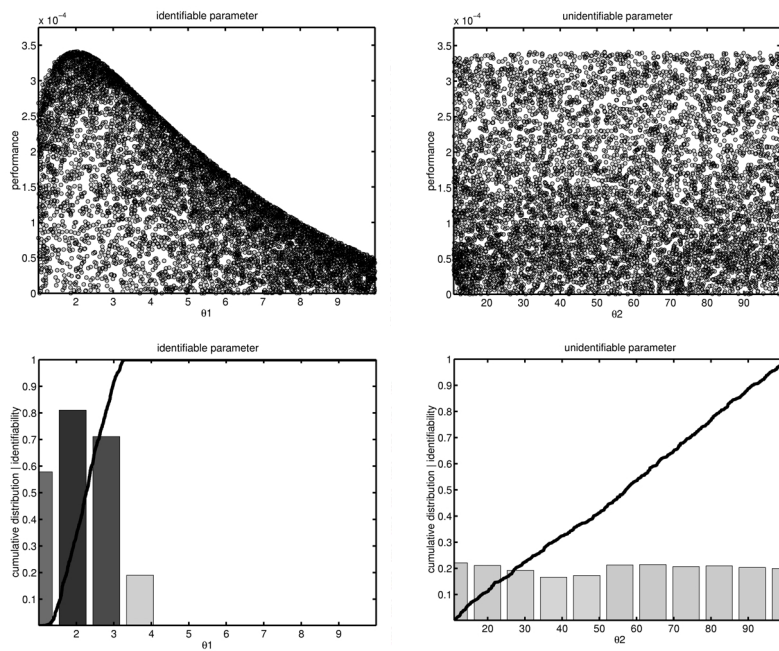 identifiable parameter
x 10⁻⁴
3.5
3
2.5
2
1.5
1
0.5
0
performance
2 3 4 5 6 7 8 9
θ1
unidentifiable parameter
x 10⁻⁴
3.5
3
2.5
2
1.5
1
0.5
0
performance
20 30 40 50 60 70 80 90
θ2
identifiable parameter
1
0.9
0.8
0.7
0.6
0.5
0.4
0.3
0.2
0.1
cumulative distribution | identifiability
2 3 4 5 6 7 8 9
θ1
unidentifiable parameter
1
0.9
0.8
0.7
0.6
0.5
0.4
0.3
0.2
0.1
cumulative distribution | identifiability
20 30 40 50 60 70 80 90
θ2